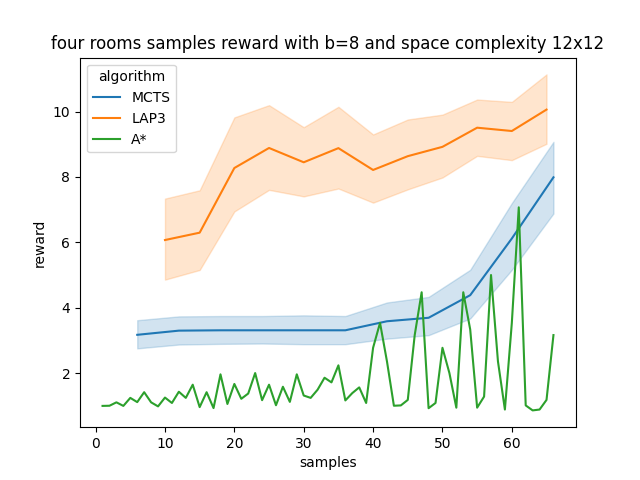 four rooms samples reward with b=8 and space complexity 12x12
algorithm
MCTS
LAP3
A*
10
8
6
4
2
reward
0 10 20 30 40 50 60
samples